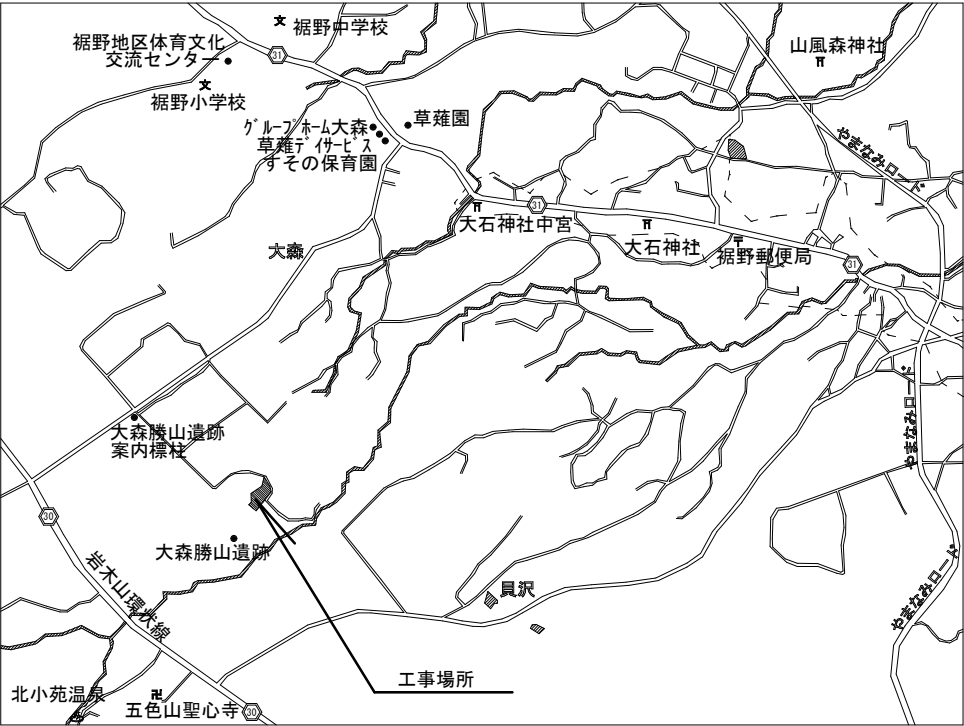 裾野中学校
裾野地区体育文化
交流センター
31
山風森神社
裾野小学校
グループホーム大森
草薙園
草薙デイサービス
すその保育園
やまなみロード
31
大石神社中宮
大石神社
裾野郵便局
大森
31
やまなみロード
大森勝山遺跡
案内標柱
30
大森勝山遺跡
岩木山環状線
貝沢
やまなみロード
工事場所
北小苑温泉
五色山聖心寺
30